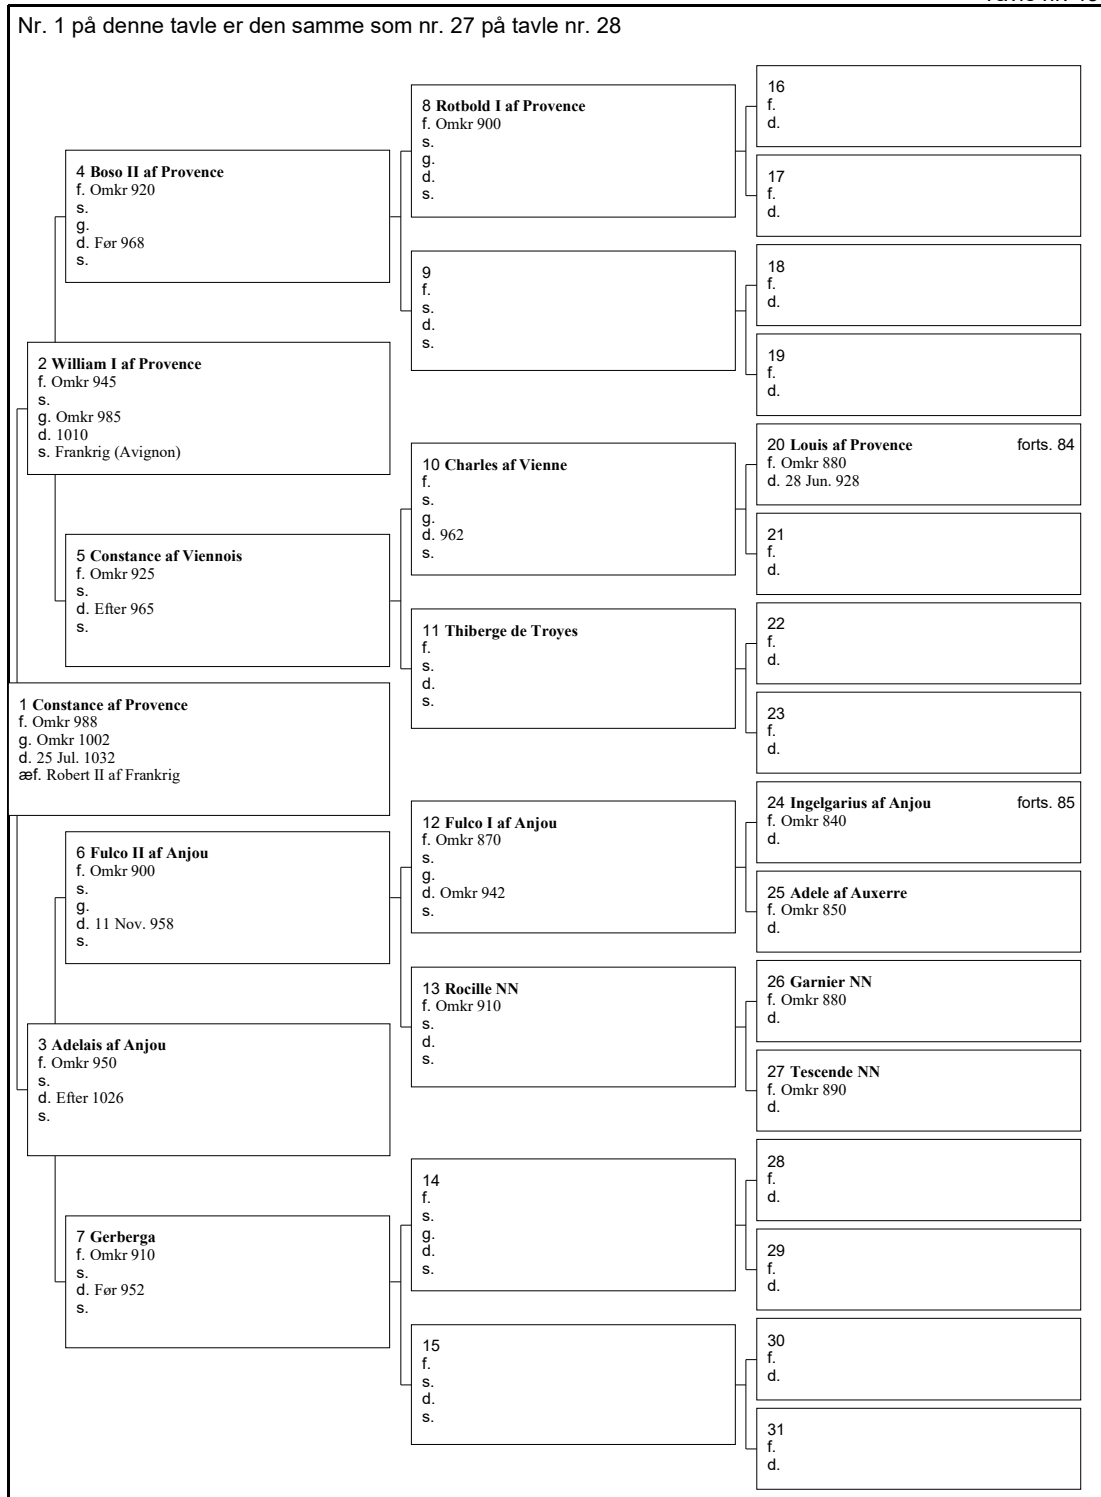 Nr. 1 på denne tavle er den samme som nr. 27 på tavle nr. 28
16
f.
d.
8 Rotbold I af Provence
f. Omkr 900
s.
g.
d.
s.
4 Boso II af Provence
f. Omkr 920
s.
g.
d. Før 968
s.
17
f.
d.
18
f.
d.
9
f.
s.
d.
s.
19
f.
d.
2 William I af Provence
f. Omkr 945
s.
g. Omkr 985
d. 1010
s. Frankrig (Avignon)
20 Louis af Provence forts. 84
f. Omkr 880
d. 28 Jun. 928
10 Charles af Vienne
f.
s.
g.
d. 962
s.
21
f.
d.
5 Constance af Viennois
f. Omkr 925
s.
d. Efter 965
s.
22
f.
d.
11 Thiberge de Troyes
f.
s.
d.
s.
23
f.
d.
1 Constance af Provence
f. Omkr 988
g. Omkr 1002
d. 25 Jul. 1032
æf. Robert II af Frankrig
24 Ingelgarius af Anjou forts. 85
f. Omkr 840
d.
12 Fulco I af Anjou
f. Omkr 870
s.
g.
d. Omkr 942
s.
6 Fulco II af Anjou
f. Omkr 900
s.
g.
d. 11 Nov. 958
s.
25 Adele af Auxerre
f. Omkr 850
d.
26 Garnier NN
f. Omkr 880
d.
13 Rocille NN
f. Omkr 910
s.
d.
s.
3 Adelais af Anjou
f. Omkr 950
s.
d. Efter 1026
s.
27 Tescende NN
f. Omkr 890
d.
28
f.
d.
14
f.
s.
g.
d.
s.
7 Gerberga
f. Omkr 910
s.
d. Før 952
s.
29
f.
d.
30
f.
d.
15
f.
s.
d.
s.
31
f.
d.